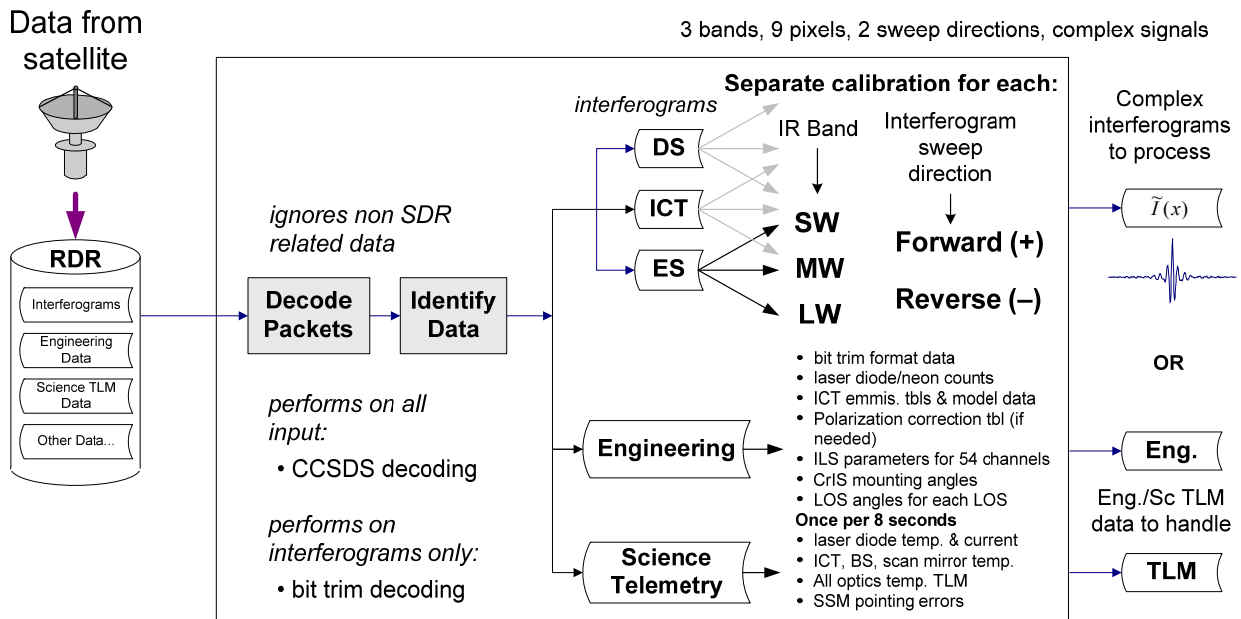 Data from
satellite
3 bands, 9 pixels, 2 sweep directions, complex signals
RDR
Interferograms
Engineering
Data
Science TLM
Data
Other Data...
ignores non SDR
related data
Decode
Packets
Identify
Data
performs on all
input:
• CCSDS decoding
performs on
interferograms only:
• bit trim decoding
interferograms
DS
ICT
ES
Separate calibration for each:
IR Band
SW
MW
LW
Interferogram
sweep
direction
Forward (+)
Reverse (–)
Engineering
• bit trim format data
• laser diode/neon counts
• ICT emmis. tbls & model data
• Polarization correction tbl (if
needed)
• ILS parameters for 54 channels
• CrIS mounting angles
• LOS angles for each LOS
Science
Telemetry
Once per 8 seconds
• laser diode temp. & current
• ICT, BS, scan mirror temp.
• All optics temp. TLM
• SSM pointing errors
Complex
interferograms
to process
Ĩ(x)
OR
Eng.
Eng./Sc TLM
data to handle
TLM